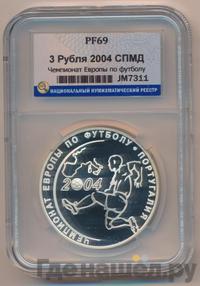 PF69
3 Рубля 2004 СПМД
Чемпионат Европы по футболу
JM7311
НАЦИОНАЛЬНЫЙ НУМИЗМАТИЧЕСКИЙ РЕЕСТР
ЧЕМПИОНАТ ЕВРОПЫ ПО ФУТБОЛУ • ПОРТУГАЛИЯ
2004
Гденашел.ру